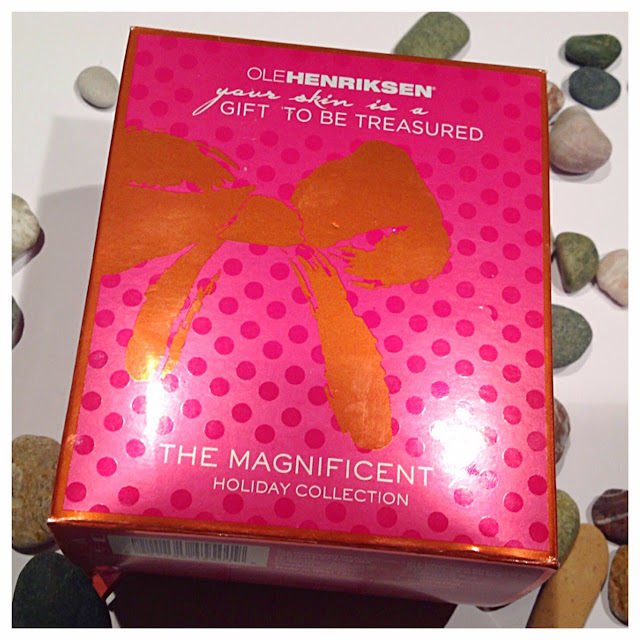 OLEHENRIKSEN®
your skin is a
GIFT TO BE TREASURED
THE MAGNIFICENT
HOLIDAY COLLECTION